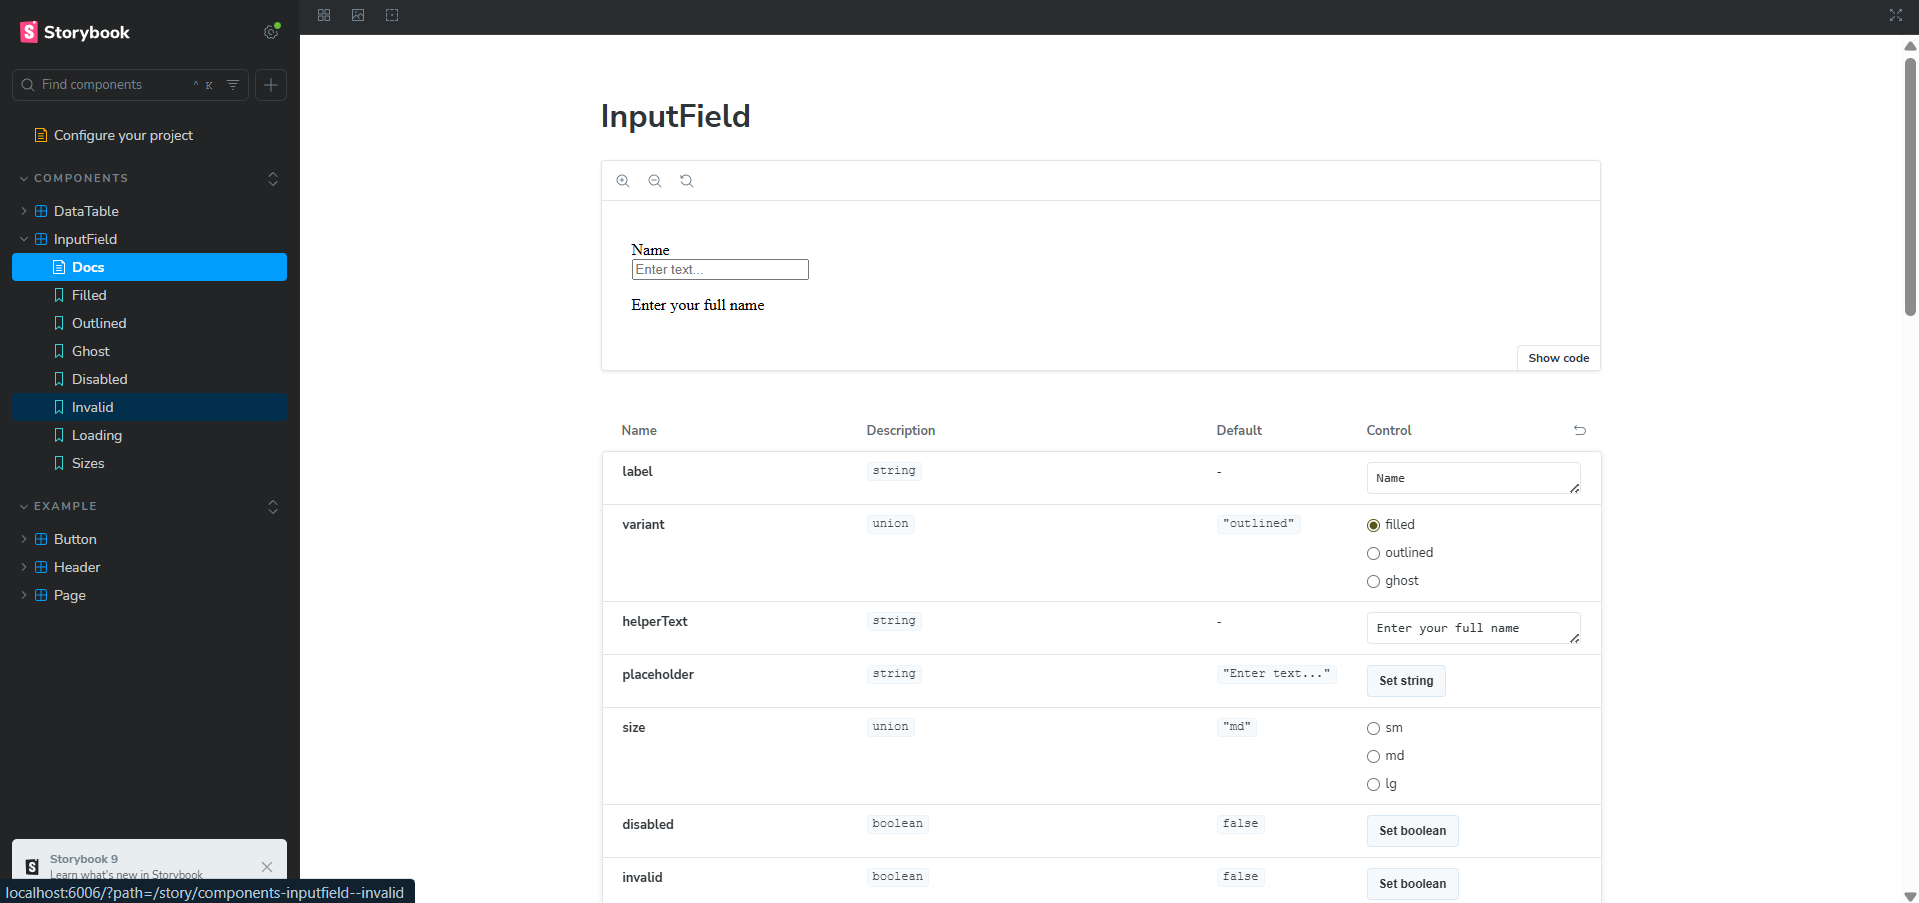 Storybook
Find components
^ K
Configure your project
COMPONENTS
DataTable
InputField
Docs
Filled
Outlined
Ghost
Disabled
Invalid
Loading
Sizes
EXAMPLE
Button
Header
Page
Storybook 9
Learn what's new in Storybook
localhost:6006/?path=/story/components-inputfield--invalid
InputField
Name
Enter text...
Enter your full name
Show code
Name Description Default Control
label string - Name
variant union "outlined" filled
outlined
ghost
helperText string - Enter your full name
placeholder string "Enter text..." Set string
size union "md" sm
md
lg
disabled boolean false Set boolean
invalid boolean false Set boolean